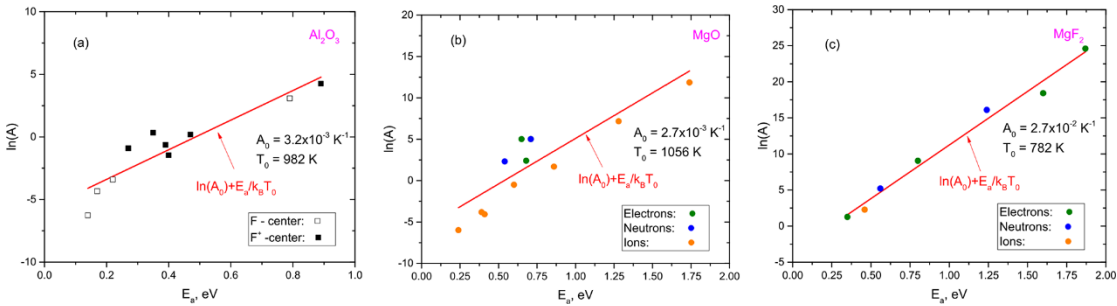 (a)
Al₂O₃
ln(A)
10
5
0
-5
-10
A₀ = 3.2x10⁻³ K⁻¹
T₀ = 982 K
ln(A₀)+Eₐ/k_BT₀
F - center: □
F⁺ -center: ■
0.0 0.2 0.4 0.6 0.8 1.0
Eₐ, eV
(b)
MgO
ln(A)
20
15
10
5
0
-5
-10
A₀ = 2.7x10⁻³ K⁻¹
T₀ = 1056 K
ln(A₀)+Eₐ/k_BT₀
Electrons:
Neutrons:
Ions:
0.00 0.25 0.50 0.75 1.00 1.25 1.50 1.75 2.00
Eₐ, eV
(c)
MgF₂
ln(A)
30
25
20
15
10
5
0
-5
-10
A₀ = 2.7x10⁻² K⁻¹
T₀ = 782 K
ln(A₀)+Eₐ/k_BT₀
Electrons:
Neutrons:
Ions:
0.00 0.25 0.50 0.75 1.00 1.25 1.50 1.75 2.00
Eₐ, eV